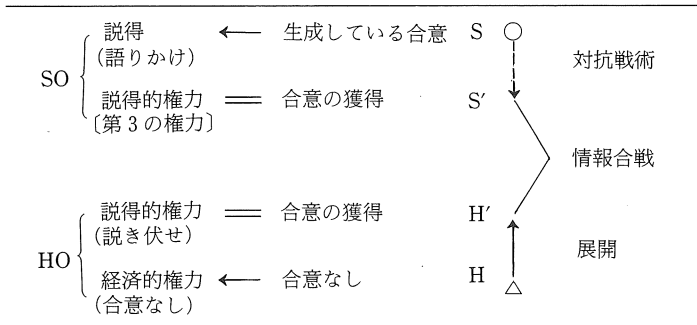 説得 ← 生成している合意 S ○
(語りかけ) 対抗戦術
SO
説得的権力 ＝ 合意の獲得 S′
〔第3の権力〕
情報合戦
説得的権力 ＝ 合意の獲得 H′
(説き伏せ) 展開
HO
経済的権力 ← 合意なし H △
(合意なし)